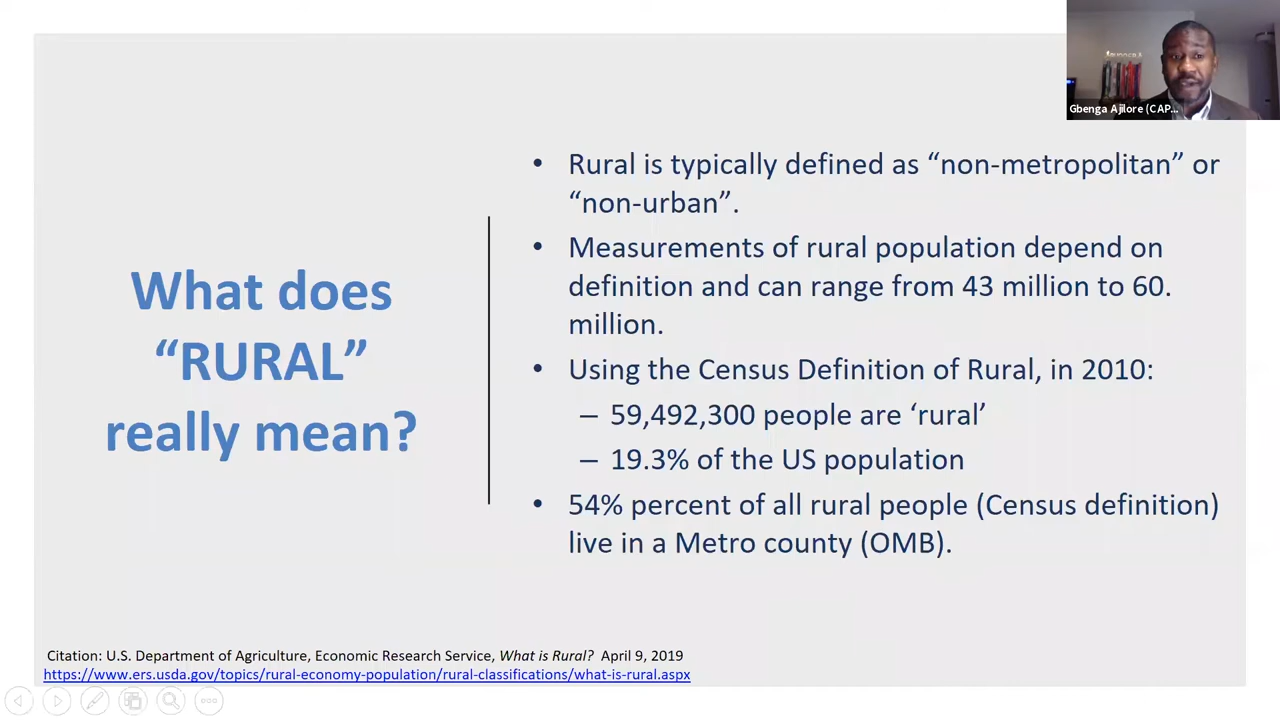 Gbenga Ajilore (CAP...
What does
“RURAL”
really mean?
• Rural is typically defined as “non-metropolitan” or
“non-urban”.
• Measurements of rural population depend on
definition and can range from 43 million to 60.
million.
• Using the Census Definition of Rural, in 2010:
– 59,492,300 people are ‘rural’
– 19.3% of the US population
• 54% percent of all rural people (Census definition)
live in a Metro county (OMB).
Citation: U.S. Department of Agriculture, Economic Research Service, What is Rural? April 9, 2019
https://www.ers.usda.gov/topics/rural-economy-population/rural-classifications/what-is-rural.aspx